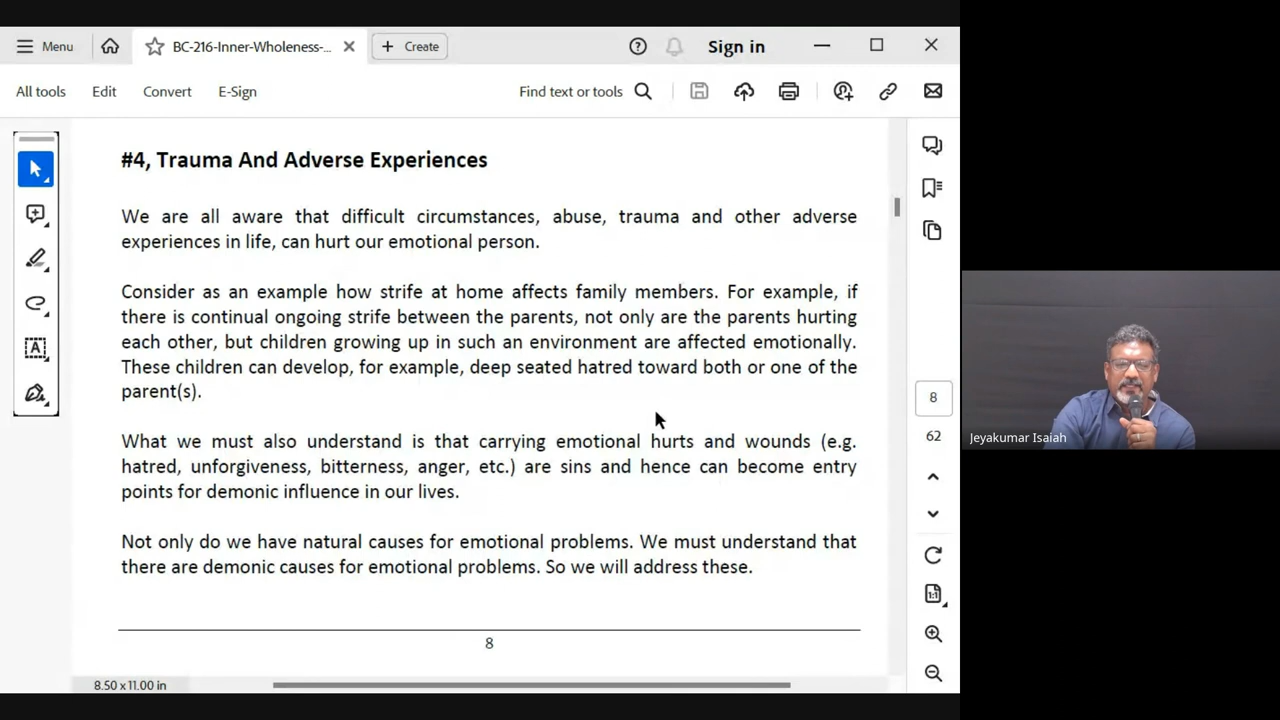 Menu
BC-216-Inner-Wholeness-...
Create
Sign in
All tools
Edit
Convert
E-Sign
Find text or tools
#4, Trauma And Adverse Experiences
We are all aware that difficult circumstances, abuse, trauma and other adverse
experiences in life, can hurt our emotional person.
Consider as an example how strife at home affects family members. For example, if
there is continual ongoing strife between the parents, not only are the parents hurting
each other, but children growing up in such an environment are affected emotionally.
These children can develop, for example, deep seated hatred toward both or one of the
parent(s).
What we must also understand is that carrying emotional hurts and wounds (e.g.
hatred, unforgiveness, bitterness, anger, etc.) are sins and hence can become entry
points for demonic influence in our lives.
Not only do we have natural causes for emotional problems. We must understand that
there are demonic causes for emotional problems. So we will address these.
8
8.50 x 11.00 in
8
62
1:1
Jeyakumar Isaiah